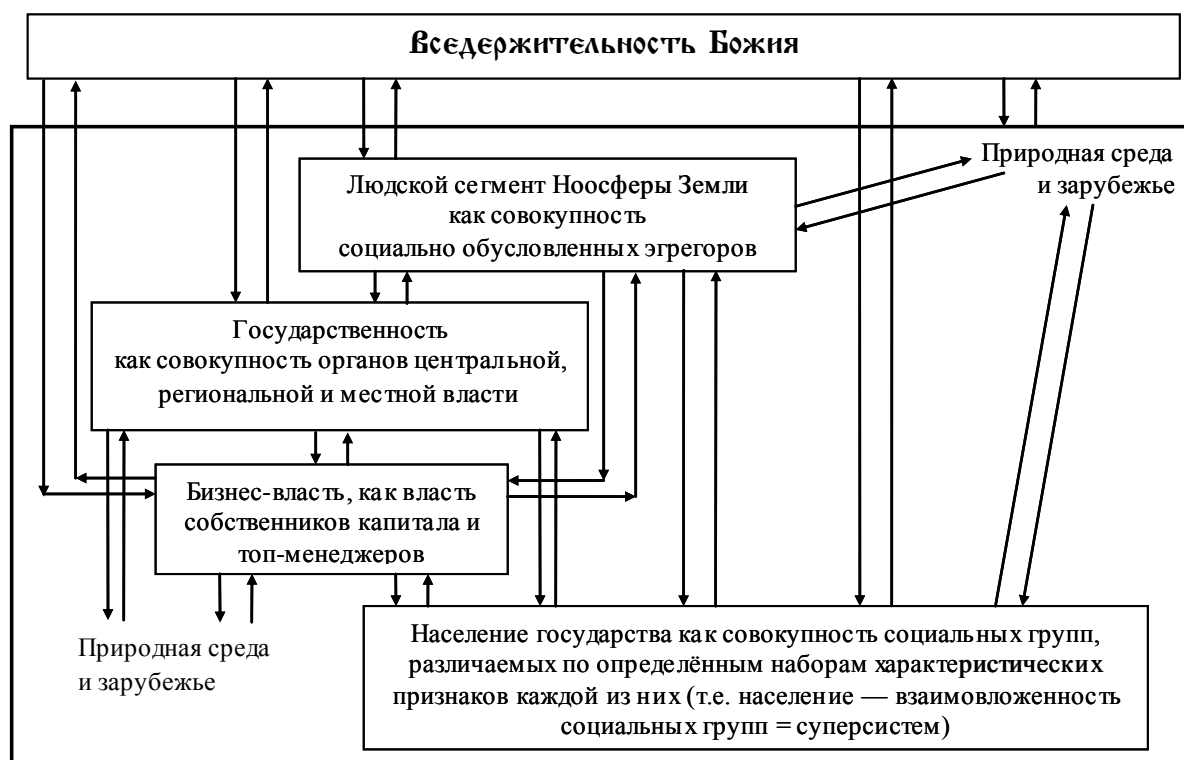 Вседержительность Божия
Природная среда
и зарубежье
Людской сегмент Ноосферы Земли
как совокупность
социально обусловленных эгрегоров
Государственность
как совокупность органов центральной,
региональной и местной власти
Бизнес-власть, как власть
собственников капитала и
топ-менеджеров
Природная среда
и зарубежье
Население государства как совокупность социальных групп,
различаемых по определённым наборам характеристических
признаков каждой из них (т.е. население — взаимовложенность
социальных групп = суперсистем)